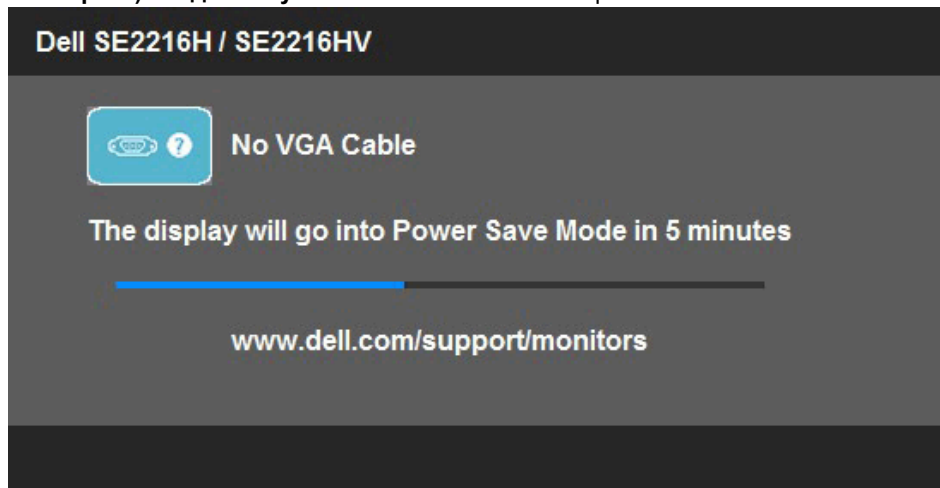 Dell SE2216H / SE2216HV
? No VGA Cable
The display will go into Power Save Mode in 5 minutes
www.dell.com/support/monitors